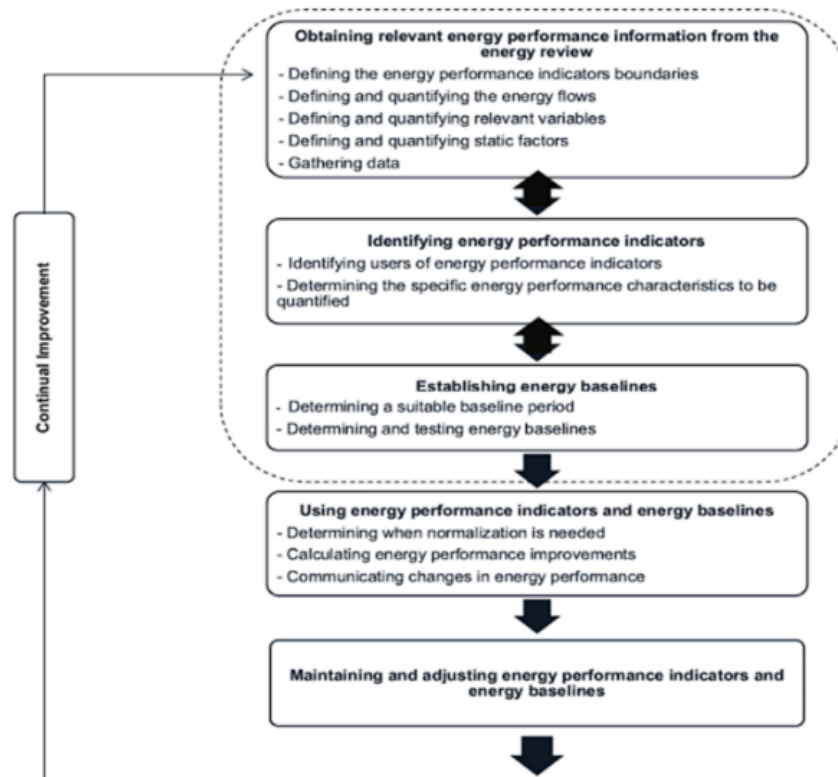 Obtaining relevant energy performance information from the
energy review
- Defining the energy performance indicators boundaries
- Defining and quantifying the energy flows
- Defining and quantifying relevant variables
- Defining and quantifying static factors
- Gathering data
Identifying energy performance indicators
- Identifying users of energy performance indicators
- Determining the specific energy performance characteristics to be
quantified
Continual Improvement
Establishing energy baselines
- Determining a suitable baseline period
- Determining and testing energy baselines
Using energy performance indicators and energy baselines
- Determining when normalization is needed
- Calculating energy performance improvements
- Communicating changes in energy performance
Maintaining and adjusting energy performance indicators and
energy baselines